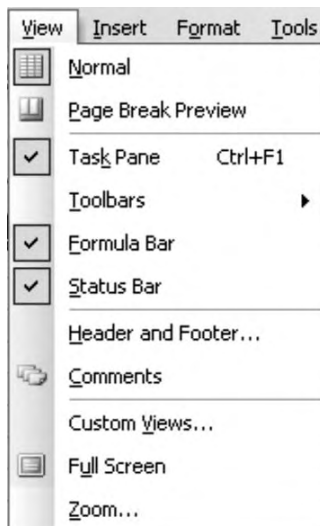 View Insert Format Tools
Normal
Page Break Preview
Task Pane Ctrl+F1
Toolbars
Formula Bar
Status Bar
Header and Footer...
Comments
Custom Views...
Full Screen
Zoom...